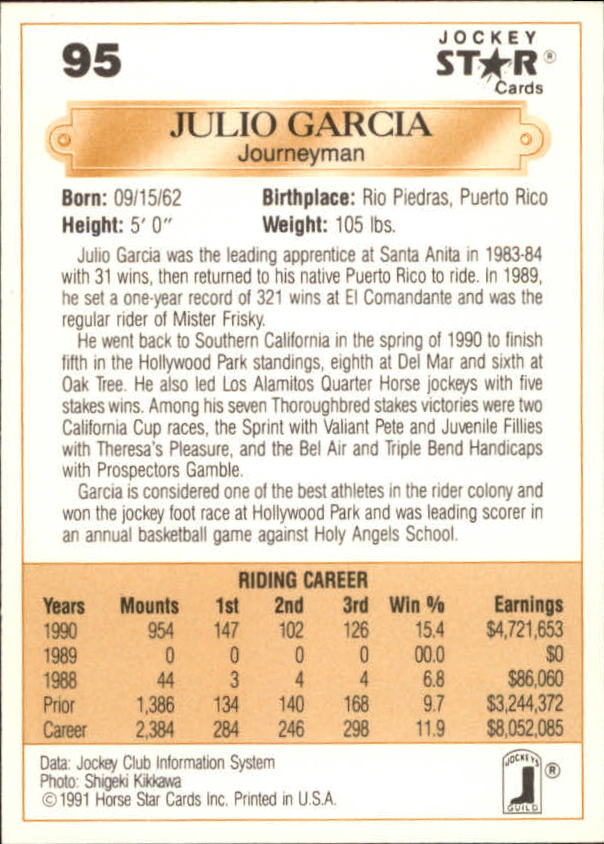 95
JOCKEY
ST★R®
Cards
JULIO GARCIA
Journeyman
Born: 09/15/62 Birthplace: Rio Piedras, Puerto Rico
Height: 5' 0" Weight: 105 lbs.
Julio Garcia was the leading apprentice at Santa Anita in 1983-84
with 31 wins, then returned to his native Puerto Rico to ride. In 1989,
he set a one-year record of 321 wins at El Comandante and was the
regular rider of Mister Frisky.
He went back to Southern California in the spring of 1990 to finish
fifth in the Hollywood Park standings, eighth at Del Mar and sixth at
Oak Tree. He also led Los Alamitos Quarter Horse jockeys with five
stakes wins. Among his seven Thoroughbred stakes victories were two
California Cup races, the Sprint with Valiant Pete and Juvenile Fillies
with Theresa's Pleasure, and the Bel Air and Triple Bend Handicaps
with Prospectors Gamble.
Garcia is considered one of the best athletes in the rider colony and
won the jockey foot race at Hollywood Park and was leading scorer in
an annual basketball game against Holy Angels School.
RIDING CAREER
Years Mounts 1st 2nd 3rd Win % Earnings
1990 954 147 102 126 15.4 $4,721,653
1989 0 0 0 0 00.0 $0
1988 44 3 4 4 6.8 $86,060
Prior 1,386 134 140 168 9.7 $3,244,372
Career 2,384 284 246 298 11.9 $8,052,085
Data: Jockey Club Information System
Photo: Shigeki Kikkawa
©1991 Horse Star Cards Inc. Printed in U.S.A.
JOCKEYS
GUILD
®